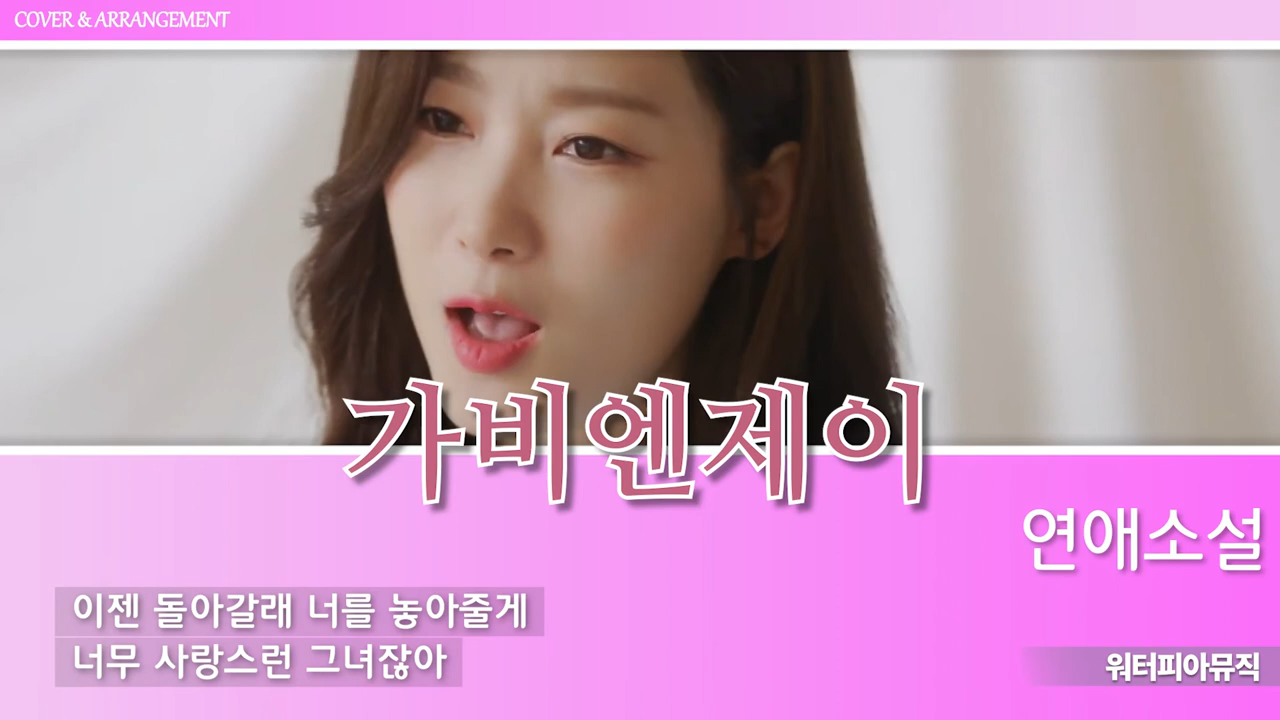 COVER & ARRANGEMENT
가비엔제이
연애소설
이젠 돌아갈래 너를 놓아줄게
너무 사랑스런 그녀잖아
워터피아뮤직